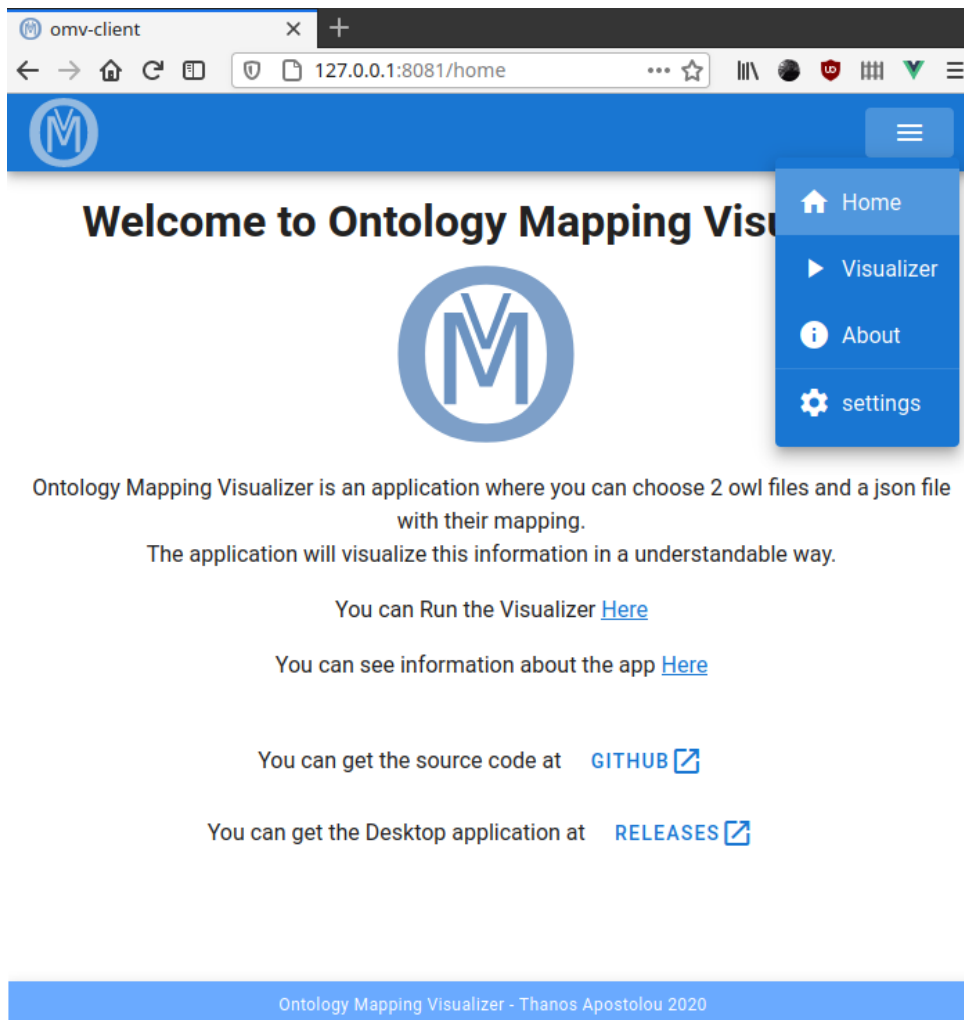 omv-client
127.0.0.1:8081/home
Home
Welcome to Ontology Mapping
Visualizer
About
settings
Ontology Mapping Visualizer is an application where you can choose 2 owl files and a json file
with their mapping.
The application will visualize this information in a understandable way.
You can Run the Visualizer Here
You can see information about the app Here
You can get the source code at GITHUB
You can get the Desktop application at RELEASES
Ontology Mapping Visualizer - Thanos Apostolou 2020